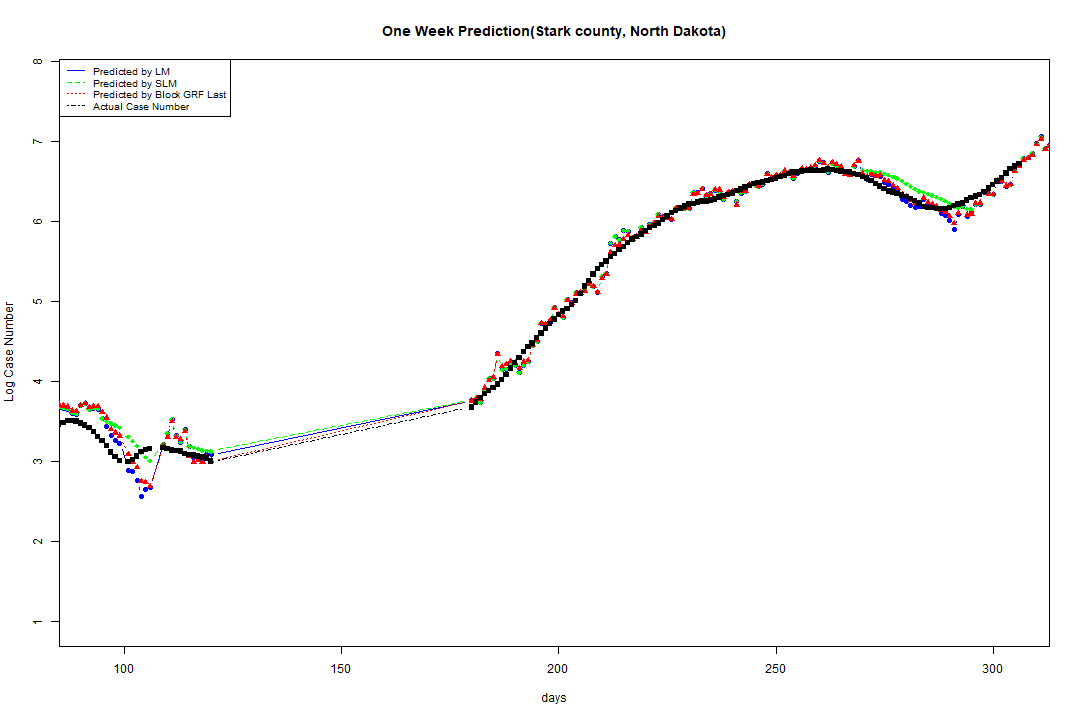 One Week Prediction(Stark county, North Dakota)
Predicted by LM
Predicted by SLM
Predicted by Block GRF Last
Actual Case Number
8
7
6
5
4
3
2
1
Log Case Number
100 150 200 250 300
days